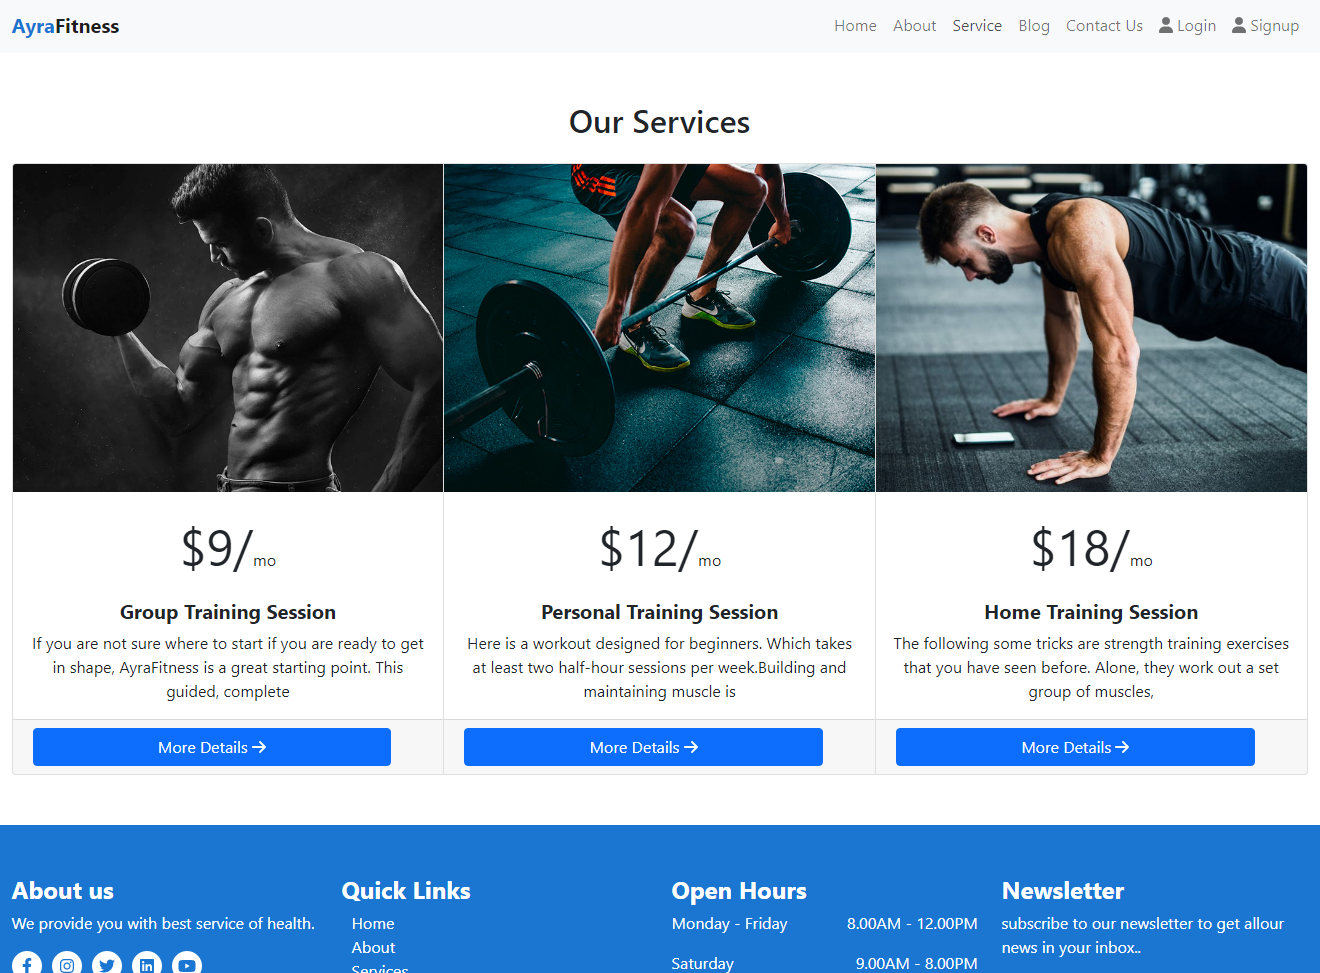 AyraFitness
Home About Service Blog Contact Us Login Signup
Our Services
$9/mo
Group Training Session
If you are not sure where to start if you are ready to get
in shape, AyraFitness is a great starting point. This
guided, complete
More Details
$12/mo
Personal Training Session
Here is a workout designed for beginners. Which takes
at least two half-hour sessions per week.Building and
maintaining muscle is
More Details
$18/mo
Home Training Session
The following some tricks are strength training exercises
that you have seen before. Alone, they work out a set
group of muscles,
More Details
About us
We provide you with best service of health.
Quick Links
Home
About
Services
Open Hours
Monday - Friday 8.00AM - 12.00PM
Saturday 9.00AM - 8.00PM
Newsletter
subscribe to our newsletter to get allour
news in your inbox..